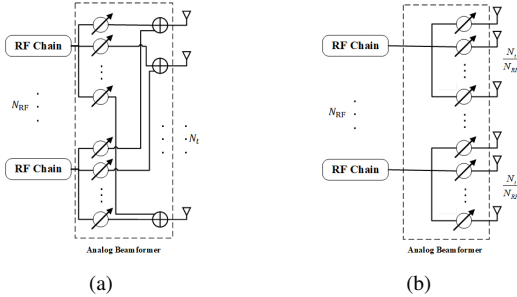 RF Chain
N_RF
RF Chain
N_t
Analog Beamformer
(a)
RF Chain
N_t/N_RF
N_RF
RF Chain
N_t/N_RF
Analog Beamformer
(b)